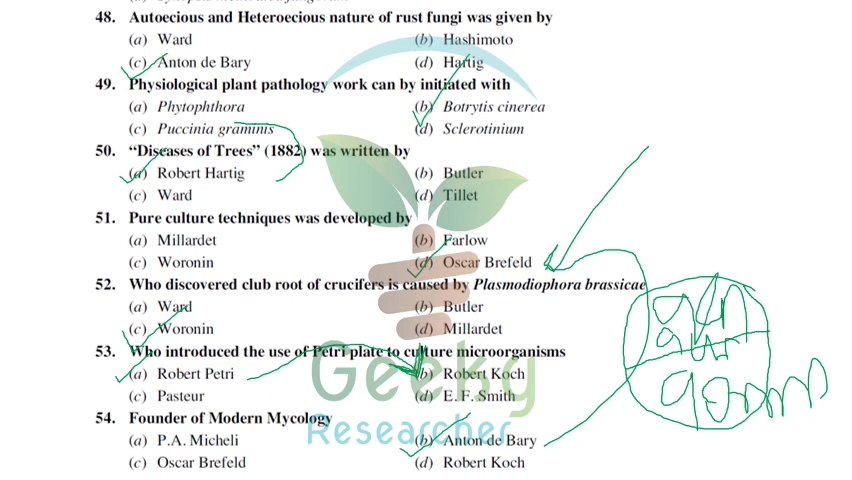 48. Autoecious and Heteroecious nature of rust fungi was given by
(a) Ward (b) Hashimoto
(c) Anton de Bary (d) Hartig
49. Physiological plant pathology work can by initiated with
(a) Phytophthora (b) Botrytis cinerea
(c) Puccinia graminis (d) Sclerotinium
50. “Diseases of Trees” (1882) was written by
(a) Robert Hartig (b) Butler
(c) Ward (d) Tillet
51. Pure culture techniques was developed by
(a) Millardet (b) Farlow
(c) Woronin (d) Oscar Brefeld
52. Who discovered club root of crucifers is caused by Plasmodiophora brassicae
(a) Ward (b) Butler
(c) Woronin (d) Millardet
53. Who introduced the use of Petri plate to culture microorganisms
(a) Robert Petri (b) Robert Koch
(c) Pasteur (d) E.F. Smith
54. Founder of Modern Mycology
(a) P.A. Micheli (b) Anton de Bary
(c) Oscar Brefeld (d) Robert Koch
Geeky
Researcher